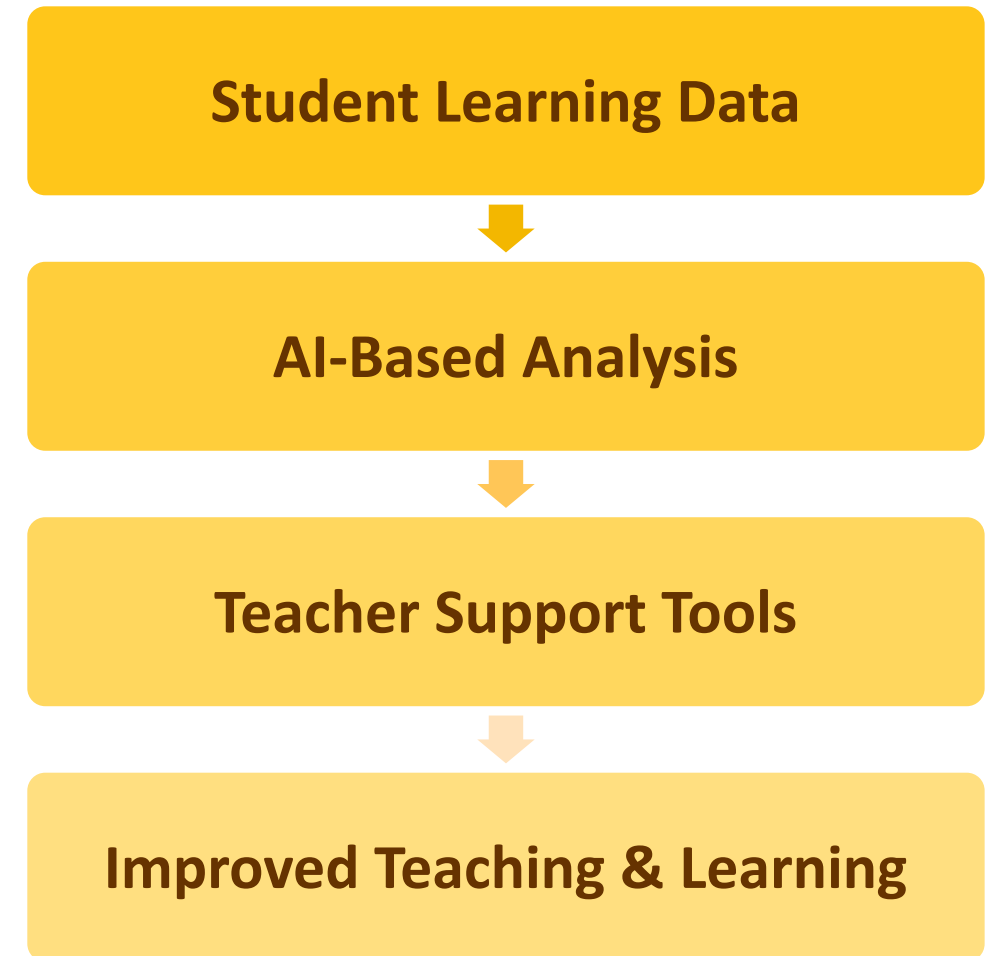 Student Learning Data
AI-Based Analysis
Teacher Support Tools
Improved Teaching & Learning